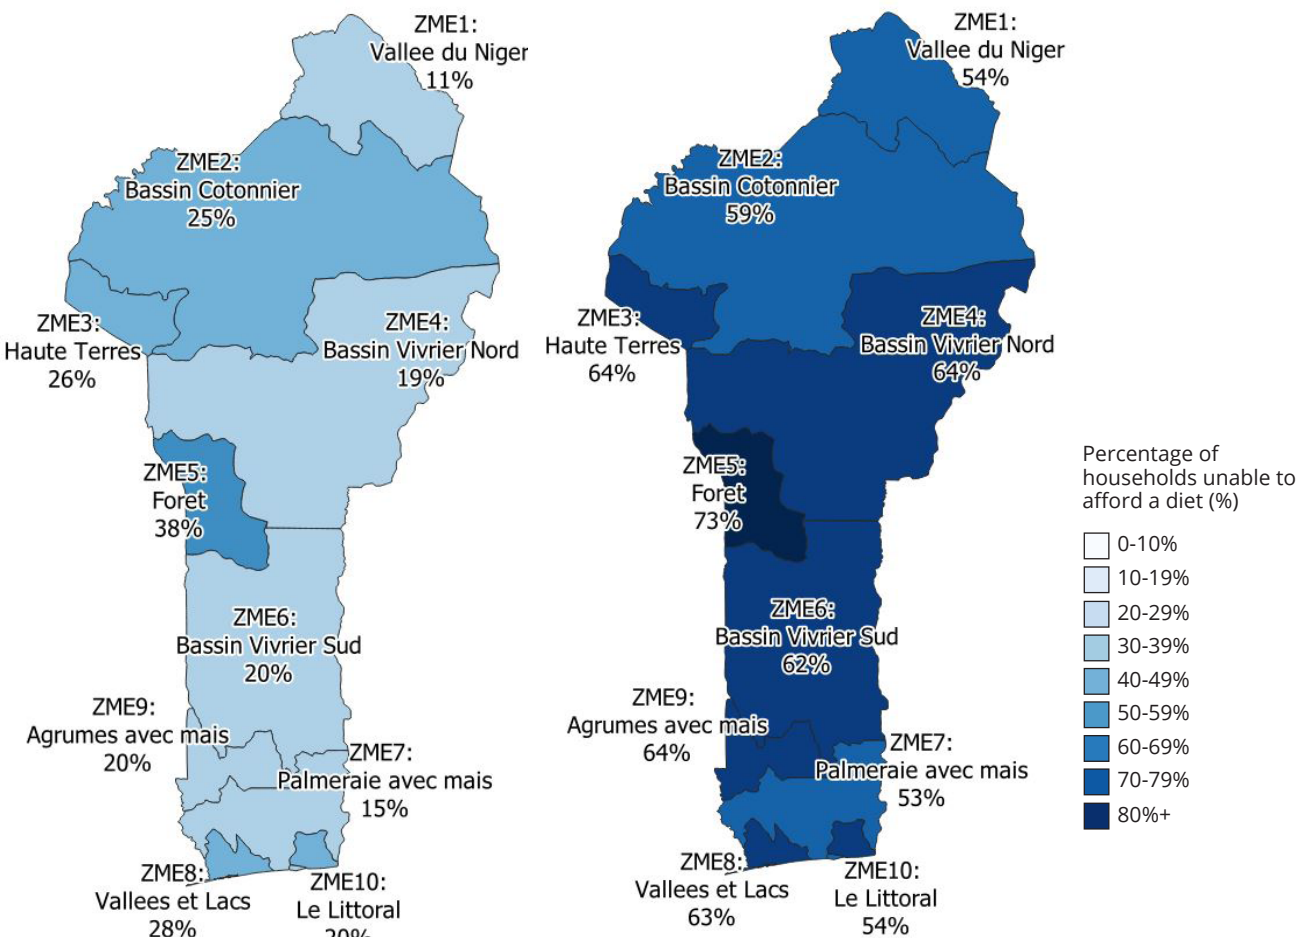 ZME1:
Vallee du Niger
11%
ZME2:
Bassin Cotonnier
25%
ZME3:
Haute Terres
26%
ZME4:
Bassin Vivrier Nord
19%
ZME5:
Foret
38%
ZME6:
Bassin Vivrier Sud
20%
ZME9:
Agrumes avec mais
20%
ZME7:
Palmeraie avec mais
15%
ZME8:
Vallees et Lacs
28%
ZME10:
Le Littoral
ZME1:
Vallee du Niger
54%
ZME2:
Bassin Cotonnier
59%
ZME3:
Haute Terres
64%
ZME4:
Bassin Vivrier Nord
64%
ZME5:
Foret
73%
ZME6:
Bassin Vivrier Sud
62%
ZME9:
Agrumes avec mais
64%
ZME7:
Palmeraie avec mais
53%
ZME8:
Vallees et Lacs
63%
ZME10:
Le Littoral
54%
Percentage of
households unable to
afford a diet (%)
0-10%
10-19%
20-29%
30-39%
40-49%
50-59%
60-69%
70-79%
80%+